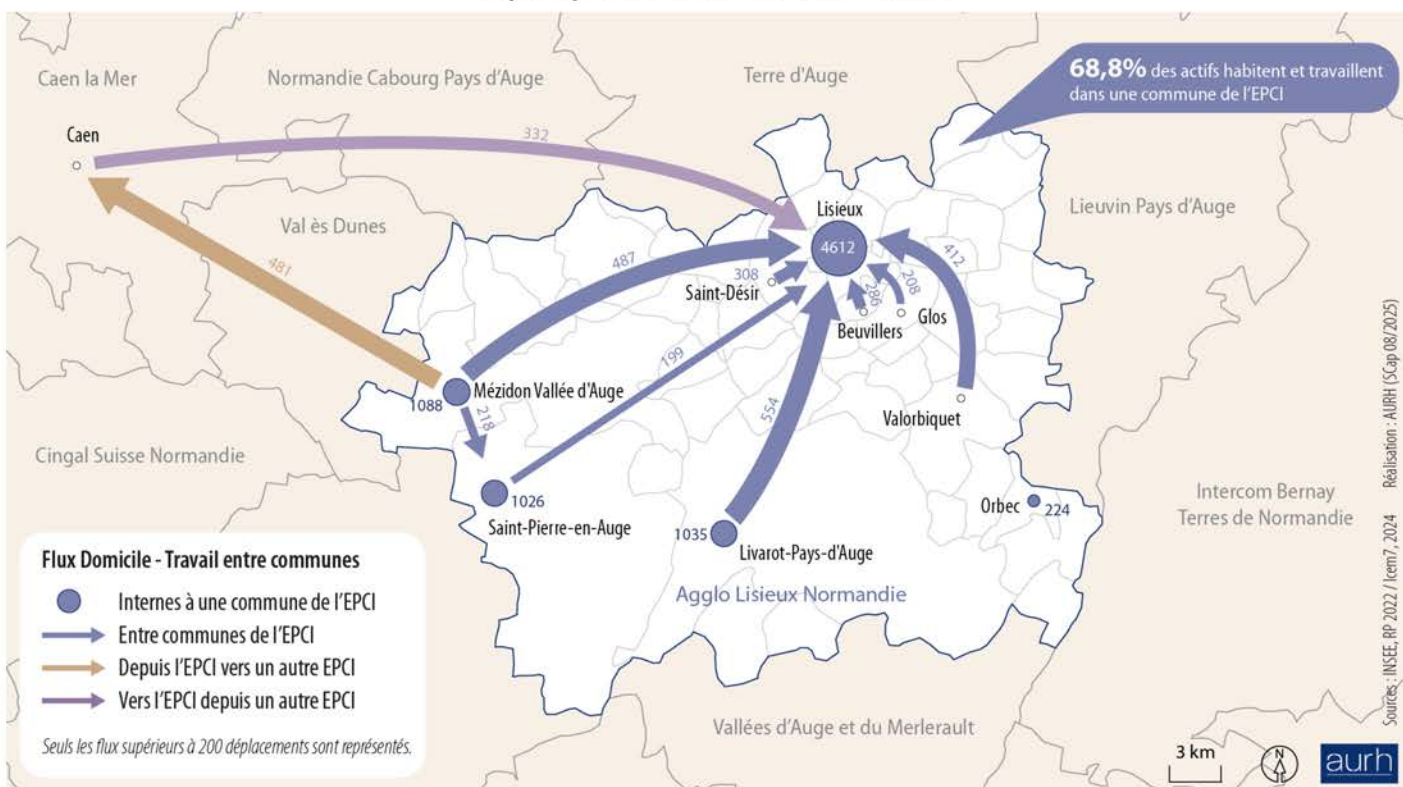 Caen la Mer
Normandie Cabourg Pays d'Auge
Terre d'Auge
68,8% des actifs habitent et travaillent
dans une commune de l'EPCI
Caen
332
Lisieux
4612
Lieuvin Pays d'Auge
Val ès Dunes
481
487
412
308
Saint-Désir
286
208
Beuvillers
Glos
199
Mézidon Vallée d'Auge
1088
218
554
Valorbiquet
Cingal Suisse Normandie
1026
Saint-Pierre-en-Auge
1035
Livarot-Pays-d'Auge
Orbec
224
Intercom Bernay
Terres de Normandie
Agglo Lisieux Normandie
Vallées d'Auge et du Merlerault
Flux Domicile - Travail entre communes
Internes à une commune de l'EPCI
Entre communes de l'EPCI
Depuis l'EPCI vers un autre EPCI
Vers l'EPCI depuis un autre EPCI
Seuls les flux supérieurs à 200 déplacements sont représentés.
3 km
N
aurh
Sources : INSEE, RP 2022 / Icem7, 2024 Réalisation : AURH (SCap 08/2025)